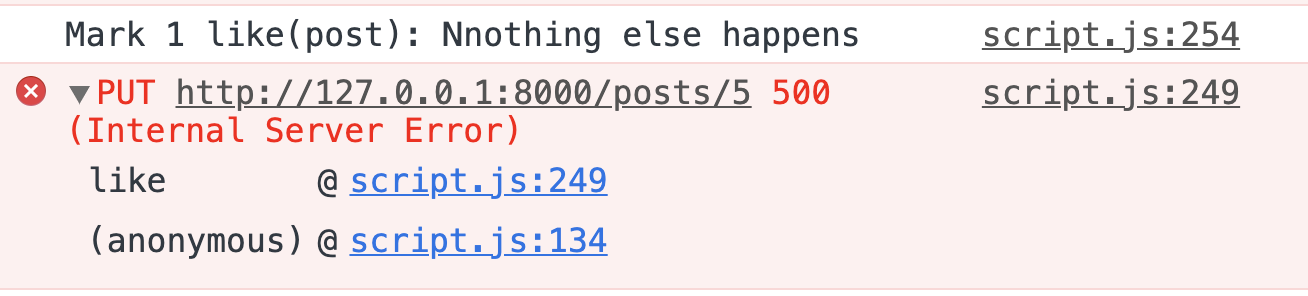 Mark 1 like(post): Nnothing else happens script.js:254
▼PUT http://127.0.0.1:8000/posts/5 500 script.js:249
(Internal Server Error)
like @ script.js:249
(anonymous) @ script.js:134